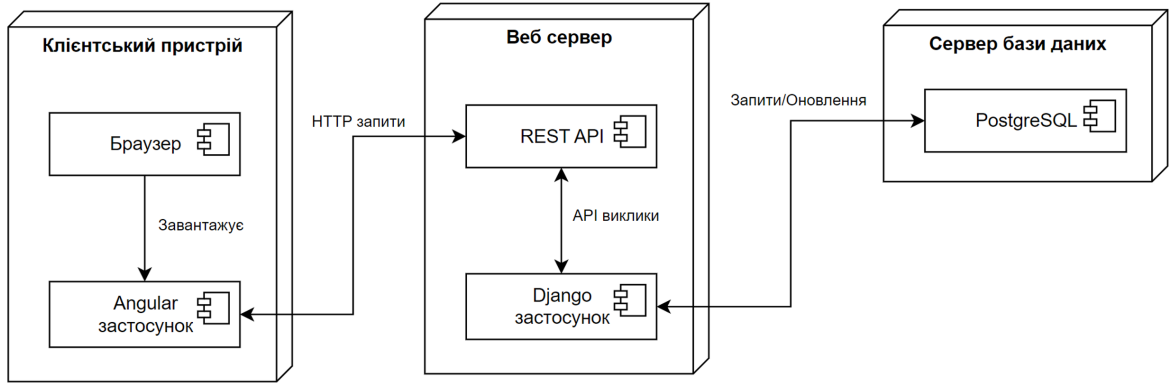 Клієнтський пристрій
Браузер
Завантажує
Angular
застосунок
HTTP запити
Веб сервер
REST API
API виклики
Django
застосунок
Запити/Оновлення
Сервер бази даних
PostgreSQL